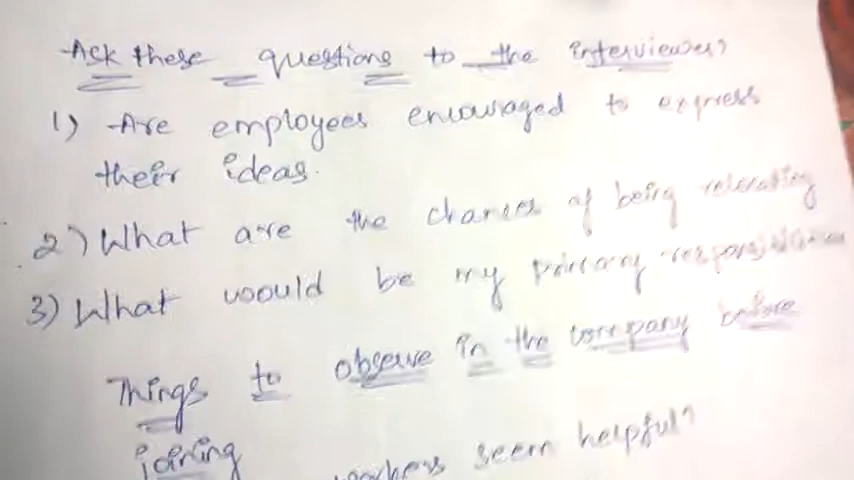 Ask these questions to the interviewer?
1) Are employees encouraged to express
their ideas.
2) What are the chances of being relocating
3) What would be my primary responsibilities
Things to observe in the company before
joining
seem helpful?